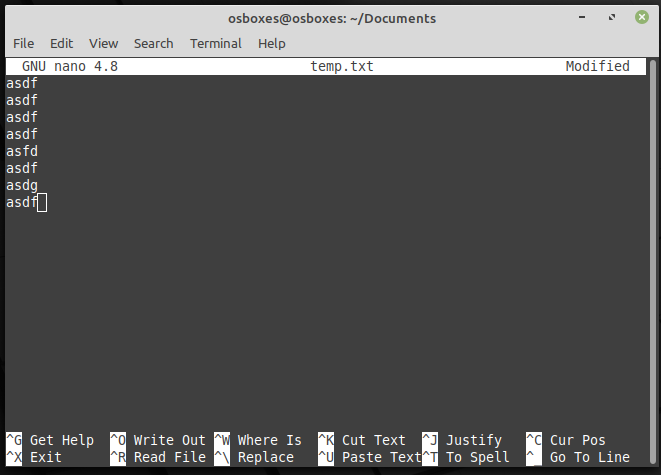 osboxes@osboxes: ~/Documents
File Edit View Search Terminal Help
GNU nano 4.8 temp.txt Modified
asdf
asdf
asdf
asdf
asfd
asdf
asdg
asdf
^G Get Help ^O Write Out ^W Where Is ^K Cut Text ^J Justify ^C Cur Pos
^X Exit ^R Read File ^\ Replace ^U Paste Text ^T To Spell ^_ Go To Line